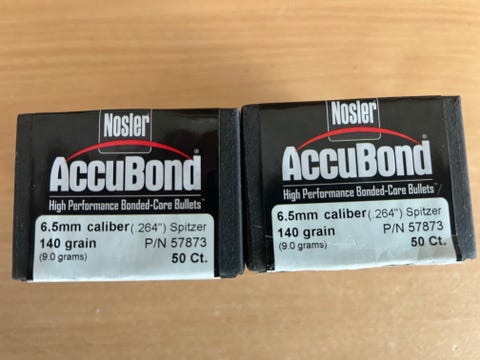 Nosler
AccuBond®
High Performance Bonded-Core Bullets™
6.5mm caliber (.264") Spitzer
140 grain P/N 57873
(9.0 grams) 50 Ct.
Nosler
AccuBond®
High Performance Bonded-Core Bullets™
6.5mm caliber (.264") Spitzer
140 grain P/N 57873
(9.0 grams) 50 Ct.